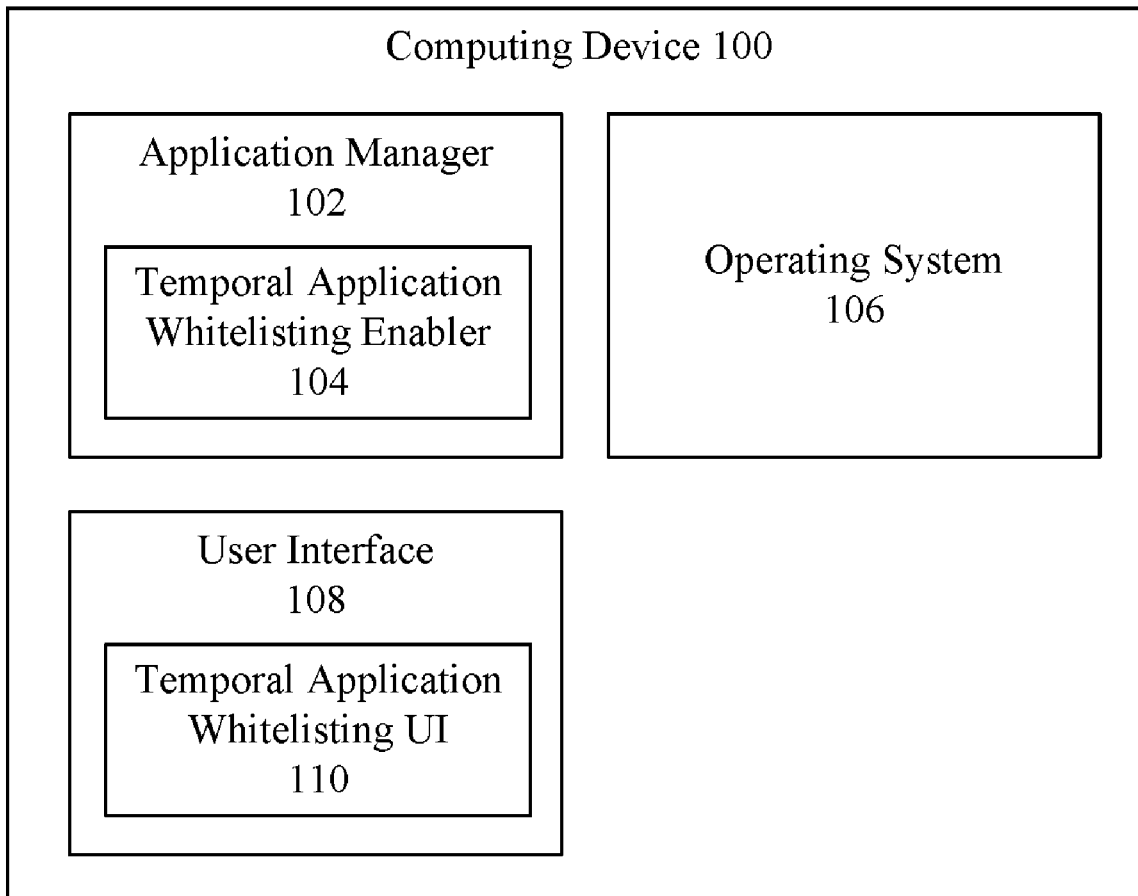 Computing Device 100
Application Manager
102
Temporal Application
Whitelisting Enabler
104
Operating System
106
User Interface
108
Temporal Application
Whitelisting UI
110